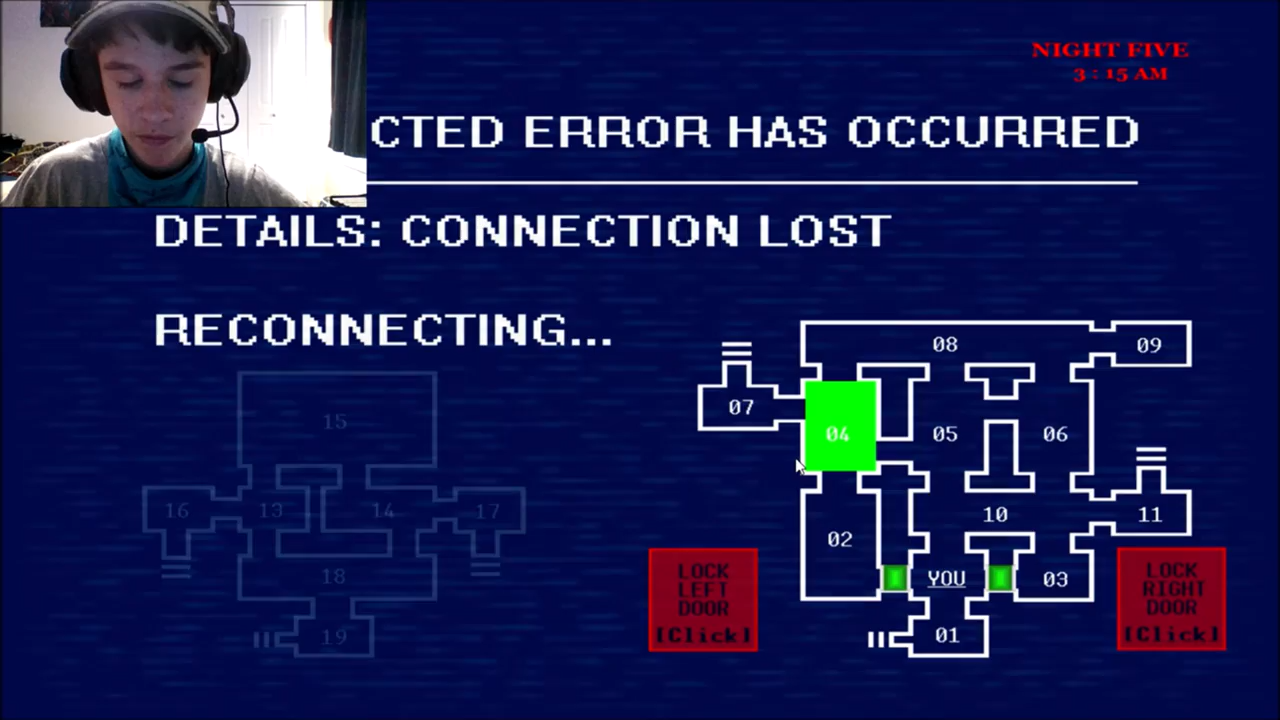 NIGHT FIVE
3:15 AM
CTED ERROR HAS OCCURRED
DETAILS: CONNECTION LOST
RECONNECTING...
08
09
07
04
05
06
15
16
13
14
17
10
11
02
18
YOU
03
19
01
LOCK
LEFT
DOOR
[Click]
LOCK
RIGHT
DOOR
[Click]